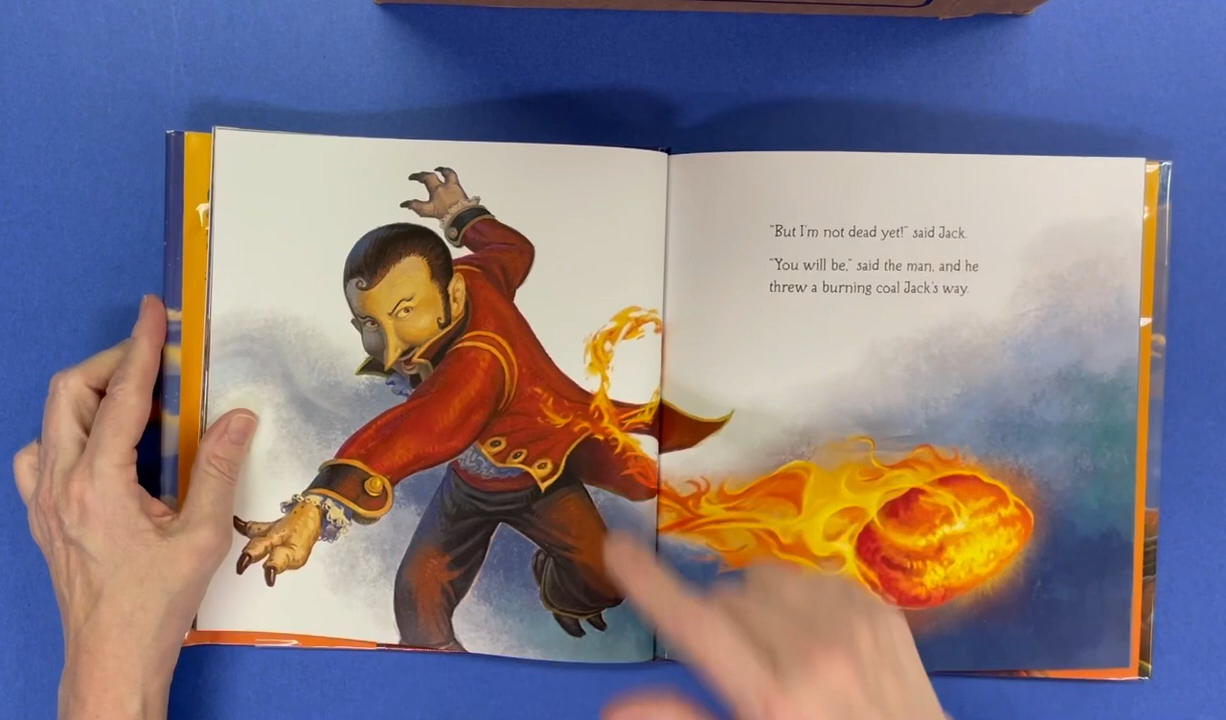 "But I'm not dead yet!" said Jack.
"You will be," said the man, and he
threw a burning coal Jack's way.